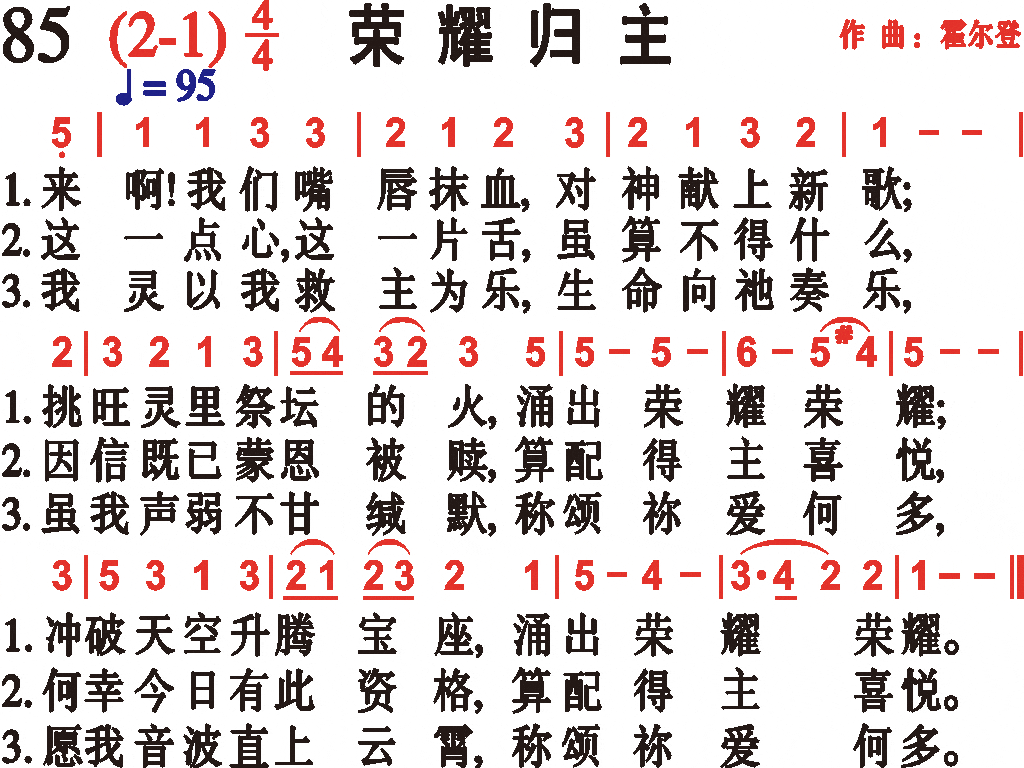 85 (2-1) 4/4 荣耀归主 作曲：霍尔登
♩=95
5̣ | 1 1 3 3 | 2 1 2 3 | 2 1 3 2 | 1 - - |
1.来啊!我们嘴唇抹血,对神献上新歌;
2.这一点心,这一片舌,虽算不得什么,
3.我灵以我救主为乐,生命向祂奏乐,
2 | 3 2 1 3 | 5 4 3 2 3 5 | 5 - 5 - | 6 - 5 #4 | 5 - - |
1.挑旺灵里祭坛的火,涌出荣耀荣耀;
2.因信既已蒙恩被赎,算配得主喜悦,
3.虽我声弱不甘缄默,称颂祢爱何多,
3 | 5 3 1 3 | 2 1 2 3 2 1 | 5 - 4 - | 3·4 2 2 | 1 - - ‖
1.冲破天空升腾宝座,涌出荣耀荣耀。
2.何幸今日有此资格,算配得主喜悦。
3.愿我音波直上云霄,称颂祢爱何多。